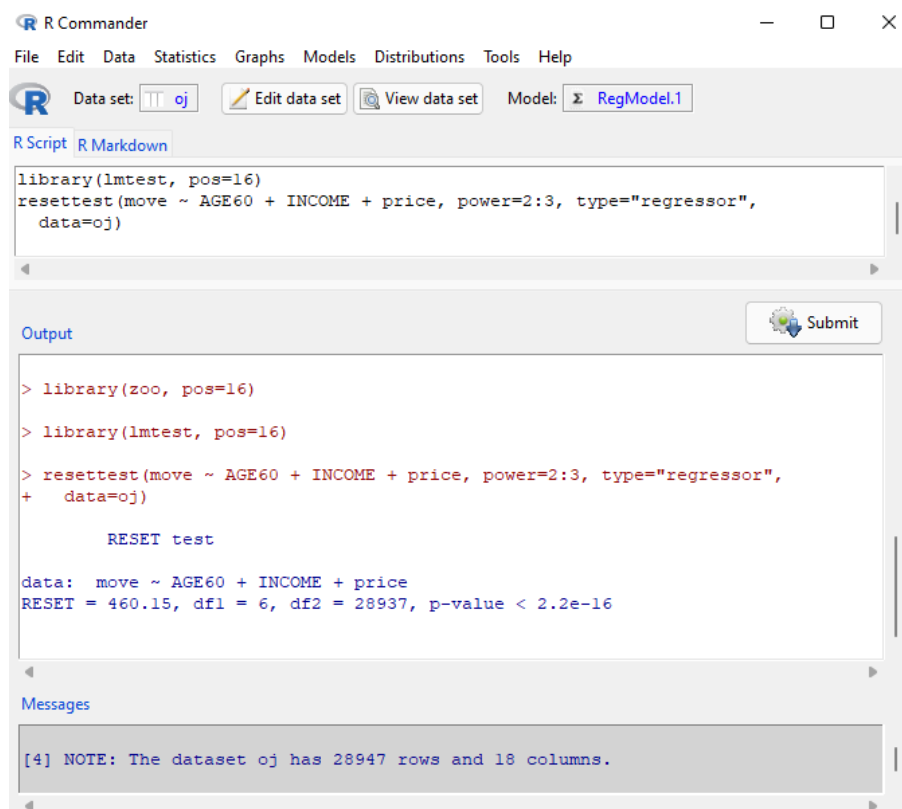 R Commander
File Edit Data Statistics Graphs Models Distributions Tools Help
R Data set: oj Edit data set View data set Model: Σ RegModel.1
R Script R Markdown
library(lmtest, pos=16)
resettest(move ~ AGE60 + INCOME + price, power=2:3, type="regressor",
  data=oj)
Submit
Output
> library(zoo, pos=16)
> library(lmtest, pos=16)
> resettest(move ~ AGE60 + INCOME + price, power=2:3, type="regressor",
+   data=oj)
RESET test
data:  move ~ AGE60 + INCOME + price
RESET = 460.15, df1 = 6, df2 = 28937, p-value < 2.2e-16
Messages
[4] NOTE: The dataset oj has 28947 rows and 18 columns.